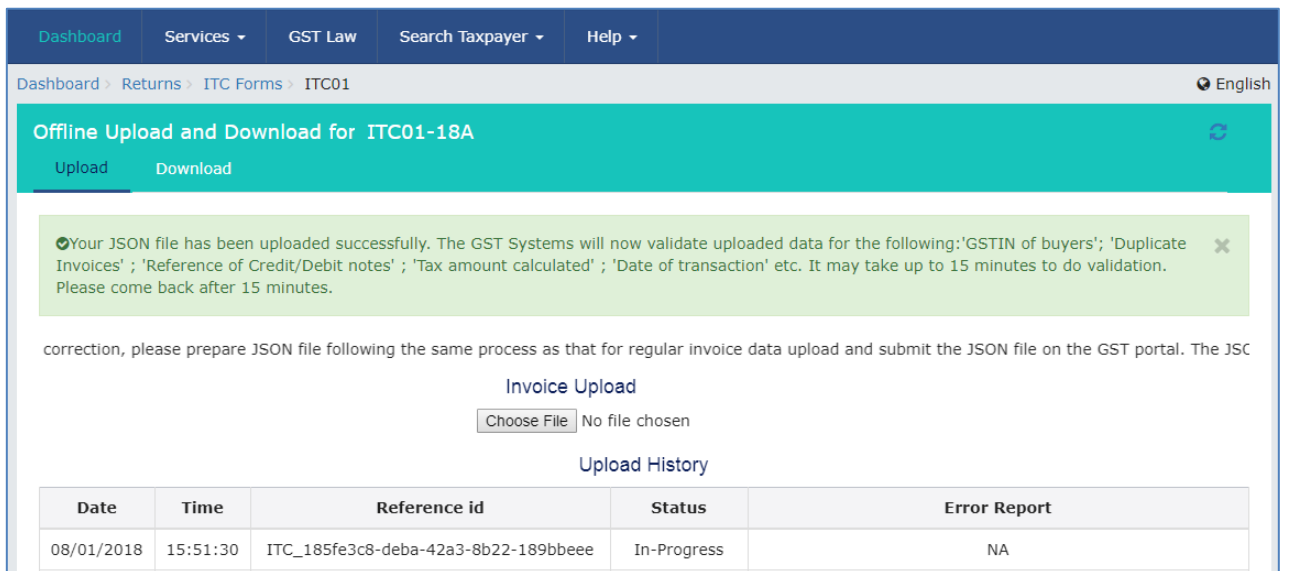 Dashboard Services GST Law Search Taxpayer Help
Dashboard > Returns > ITC Forms > ITC01 English
Offline Upload and Download for ITC01-18A
Upload Download
Your JSON file has been uploaded successfully. The GST Systems will now validate uploaded data for the following:'GSTIN of buyers'; 'Duplicate
Invoices' ; 'Reference of Credit/Debit notes' ; 'Tax amount calculated' ; 'Date of transaction' etc. It may take up to 15 minutes to do validation.
Please come back after 15 minutes.
correction, please prepare JSON file following the same process as that for regular invoice data upload and submit the JSON file on the GST portal. The JSC
Invoice Upload
Choose File No file chosen
Upload History
Date Time Reference id Status Error Report
08/01/2018 15:51:30 ITC_185fe3c8-deba-42a3-8b22-189bbeee In-Progress NA